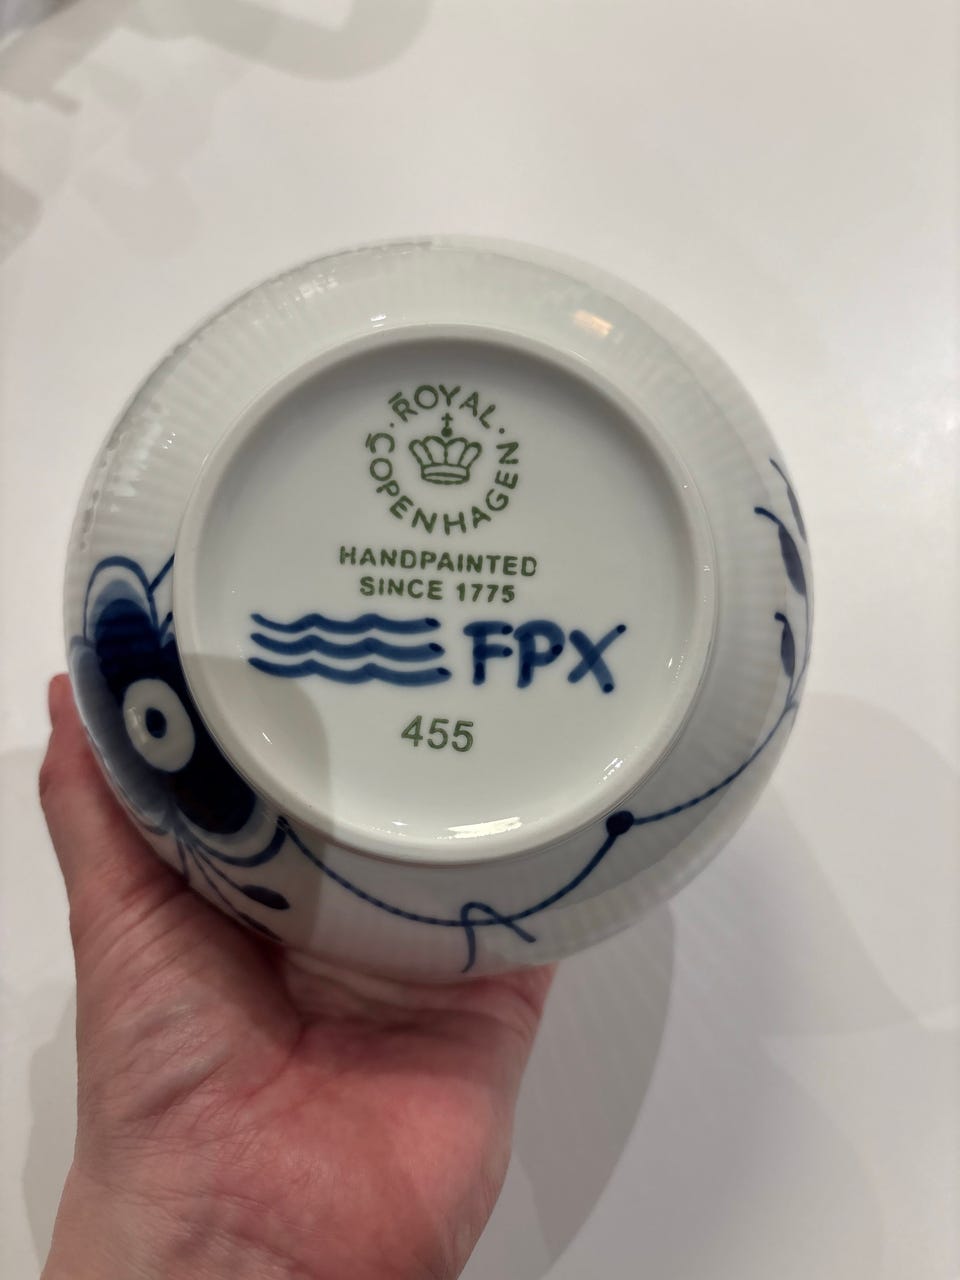 ROYAL COPENHAGEN
HANDPAINTED
SINCE 1775
FPX
455